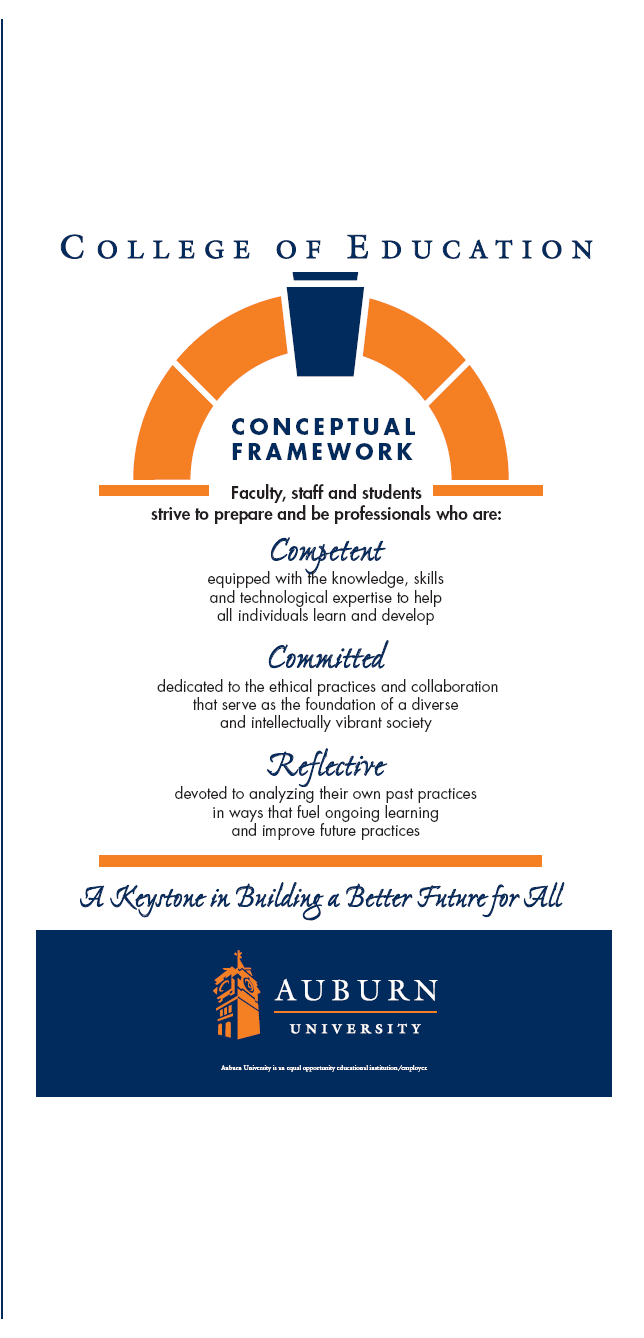 COLLEGE OF EDUCATION
CONCEPTUAL
FRAMEWORK
Faculty, staff and students
strive to prepare and be professionals who are:
Competent
equipped with the knowledge, skills
and technological expertise to help
all individuals learn and develop
Committed
dedicated to the ethical practices and collaboration
that serve as the foundation of a diverse
and intellectually vibrant society
Reflective
devoted to analyzing their own past practices
in ways that fuel ongoing learning
and improve future practices
A Keystone in Building a Better Future for All
AUBURN
UNIVERSITY
Auburn University is an equal opportunity educational institution/employer